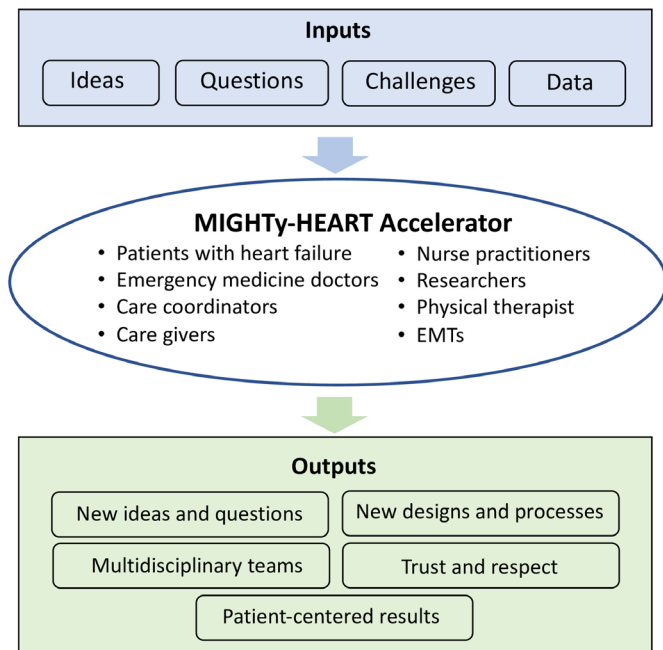 Inputs
Ideas
Questions
Challenges
Data
MIGHTy-HEART Accelerator
• Patients with heart failure
• Emergency medicine doctors
• Care coordinators
• Care givers
• Nurse practitioners
• Researchers
• Physical therapist
• EMTs
Outputs
New ideas and questions
New designs and processes
Multidisciplinary teams
Trust and respect
Patient-centered results